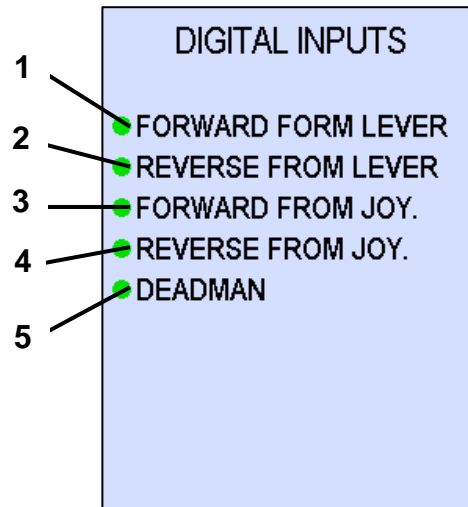 DIGITAL INPUTS
1
FORWARD FORM LEVER
2
REVERSE FROM LEVER
3
FORWARD FROM JOY.
4
REVERSE FROM JOY.
5
DEADMAN